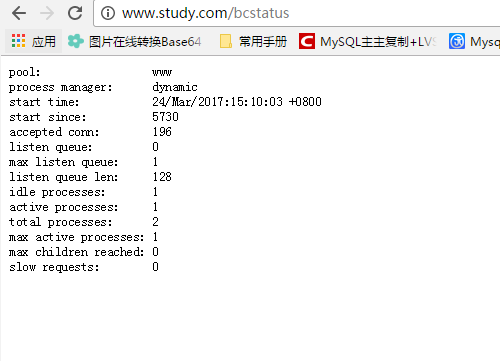 www.study.com/bcstatus
应用 图片在线转换Base64 常用手册 MySQL主主复制+LVS Mysq
pool: www
process manager: dynamic
start time: 24/Mar/2017:15:10:03 +0800
start since: 5730
accepted conn: 196
listen queue: 0
max listen queue: 1
listen queue len: 128
idle processes: 1
active processes: 1
total processes: 2
max active processes: 1
max children reached: 0
slow requests: 0